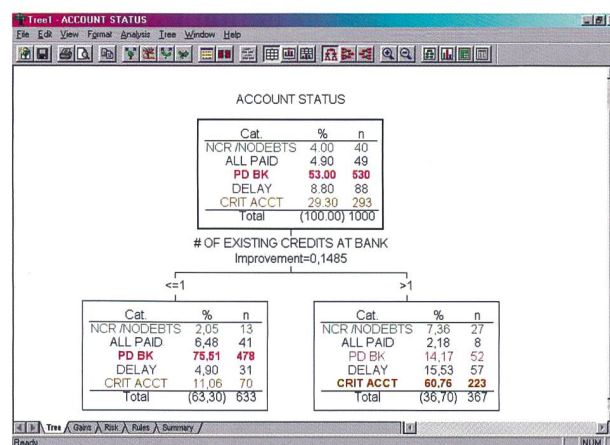 Tree1 - ACCOUNT STATUS
File Edit View Format Analysis Tree Window Help
ACCOUNT STATUS
Cat. % n
NCR /NODEBTS 4.00 40
ALL PAID 4.90 49
PD BK 53.00 530
DELAY 8.80 88
CRIT ACCT 29.30 293
Total (100.00) 1000
# OF EXISTING CREDITS AT BANK
Improvement=0,1485
<=1 >1
Cat. % n
NCR /NODEBTS 2,05 13
ALL PAID 6,48 41
PD BK 75,51 478
DELAY 4,90 31
CRIT ACCT 11,06 70
Total (63,30) 633
Cat. % n
NCR /NODEBTS 7,36 27
ALL PAID 2,18 8
PD BK 14,17 52
DELAY 15,53 57
CRIT ACCT 60,76 223
Total (36,70) 367
Tree Gains Risk Rules Summary
Ready NUM